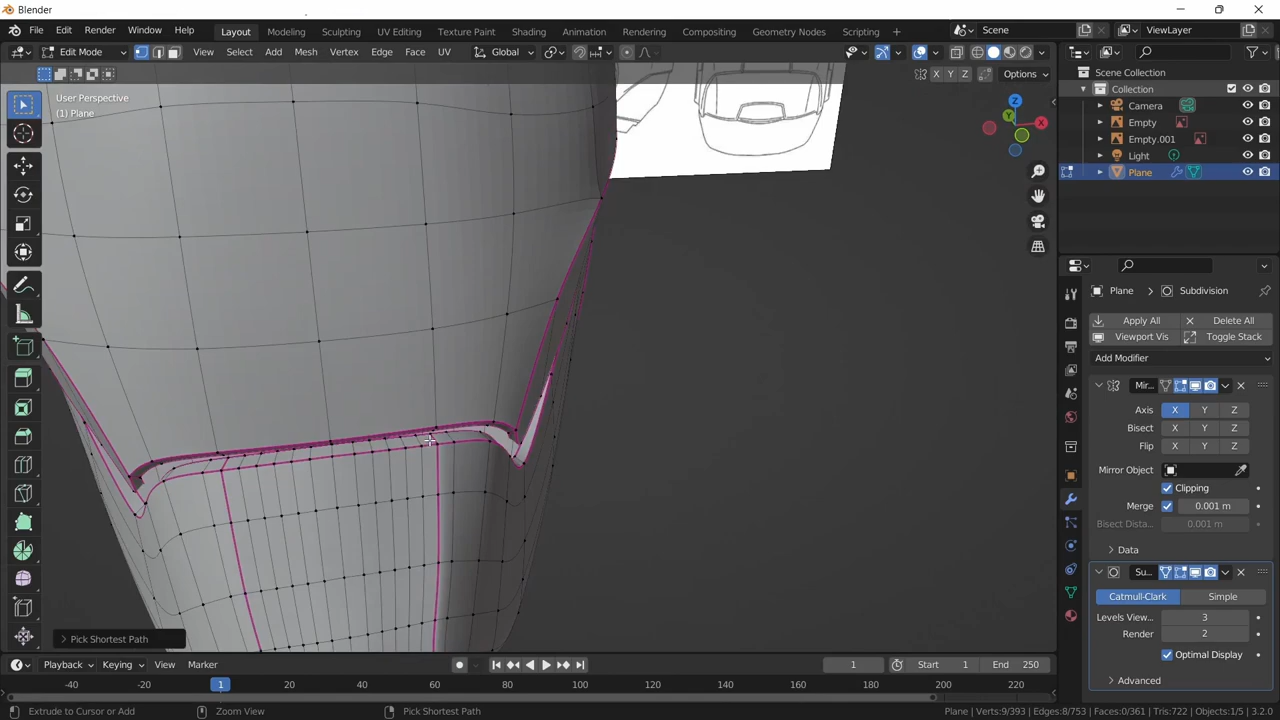 Blender
File Edit Render Window Help
Layout Modeling Sculpting UV Editing Texture Paint Shading Animation Rendering Compositing Geometry Nodes Scripting +
Scene ViewLayer
Edit Mode View Select Add Mesh Vertex Edge Face UV Global
X Y Z Options
User Perspective
(1) Plane
Scene Collection
Collection
Camera
Empty
Empty.001
Light
Plane
Z
Y
X
Plane > Subdivision
Apply All Delete All
Viewport Vis Toggle Stack
Add Modifier
Mir...
Axis X Y Z
Bisect X Y Z
Flip X Y Z
Mirror Object
Clipping
Merge 0.001 m
Bisect Dista... 0.001 m
Data
Su...
Catmull-Clark Simple
Levels View... 3
Render 2
Optimal Display
Advanced
Pick Shortest Path
Playback Keying View Marker 1 Start 1 End 250
-40 -20 1 20 40 60 80 100 120 140 160 180 200 220
Extrude to Cursor or Add Zoom View Pick Shortest Path Plane | Verts:9/393 | Edges:8/753 | Faces:0/361 | Tris:722 | Objects:1/5 | 3.2.0